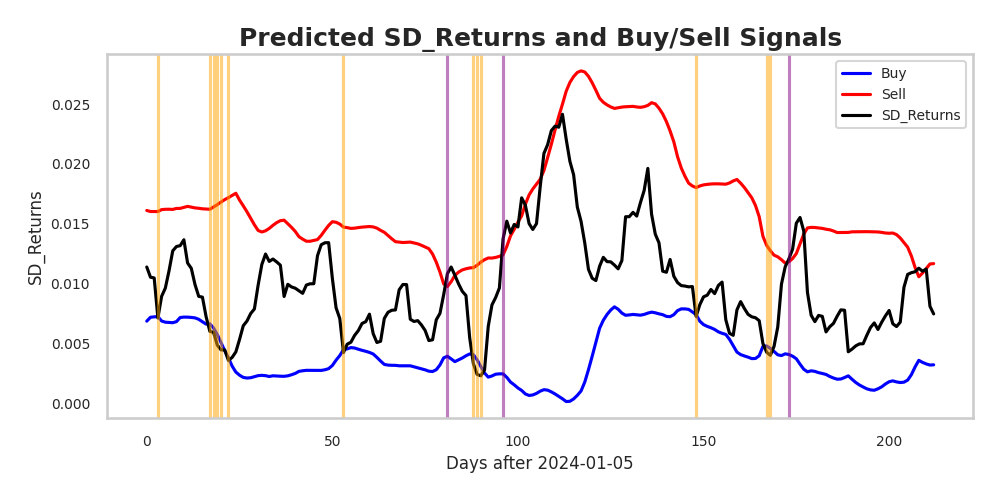 Predicted SD_Returns and Buy/Sell Signals
Buy
Sell
SD_Returns
SD_Returns
0.025
0.020
0.015
0.010
0.005
0.000
0 50 100 150 200
Days after 2024-01-05